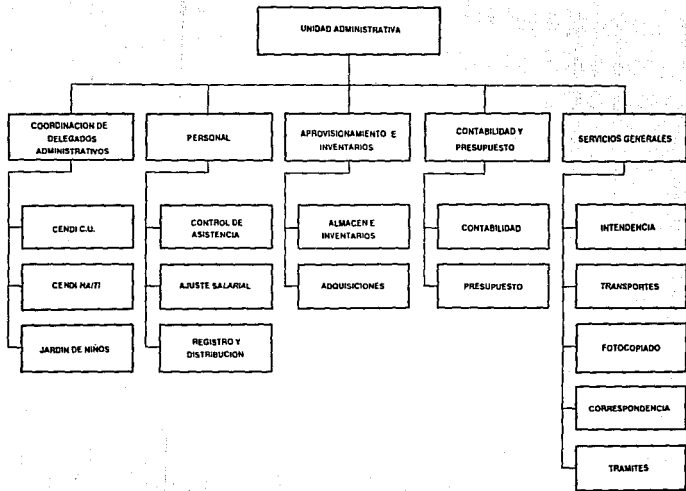 UNIDAD ADMINISTRATIVA
COORDINACION DE
DELEGADOS
ADMINISTRATIVOS
PERSONAL
APROVISIONAMIENTO E
INVENTARIOS
CONTABILIDAD Y
PRESUPUESTO
SERVICIOS GENERALES
CENDI C.U.
CENDI HAITI
JARDIN DE NIÑOS
CONTROL DE
ASISTENCIA
AJUSTE SALARIAL
REGISTRO Y
DISTRIBUCION
ALMACEN E
INVENTARIOS
ADQUISICIONES
CONTABILIDAD
PRESUPUESTO
INTENDENCIA
TRANSPORTES
FOTOCOPIADO
CORRESPONDENCIA
TRAMITES